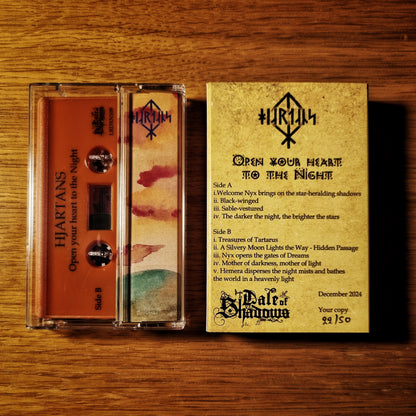 HJARTANS
Open your heart to the Night
Side B
Dale of
Shadows
HJARTANS
Open your heart
to the Night
Side A
i.Welcome Nyx brings on the star-heralding shadows
ii. Black-winged
iii. Sable-vestured
iv. The darker the night, the brighter the stars
Side B
i. Treasures of Tartarus
ii. A Silvery Moon Lights the Way - Hidden Passage
iii. Nyx opens the gates of Dreams
iv. Mother of darkness, mother of light
v. Hemera disperses the night mists and bathes
the world in a heavenly light
Dale of
Shadows
December 2024
Your copy